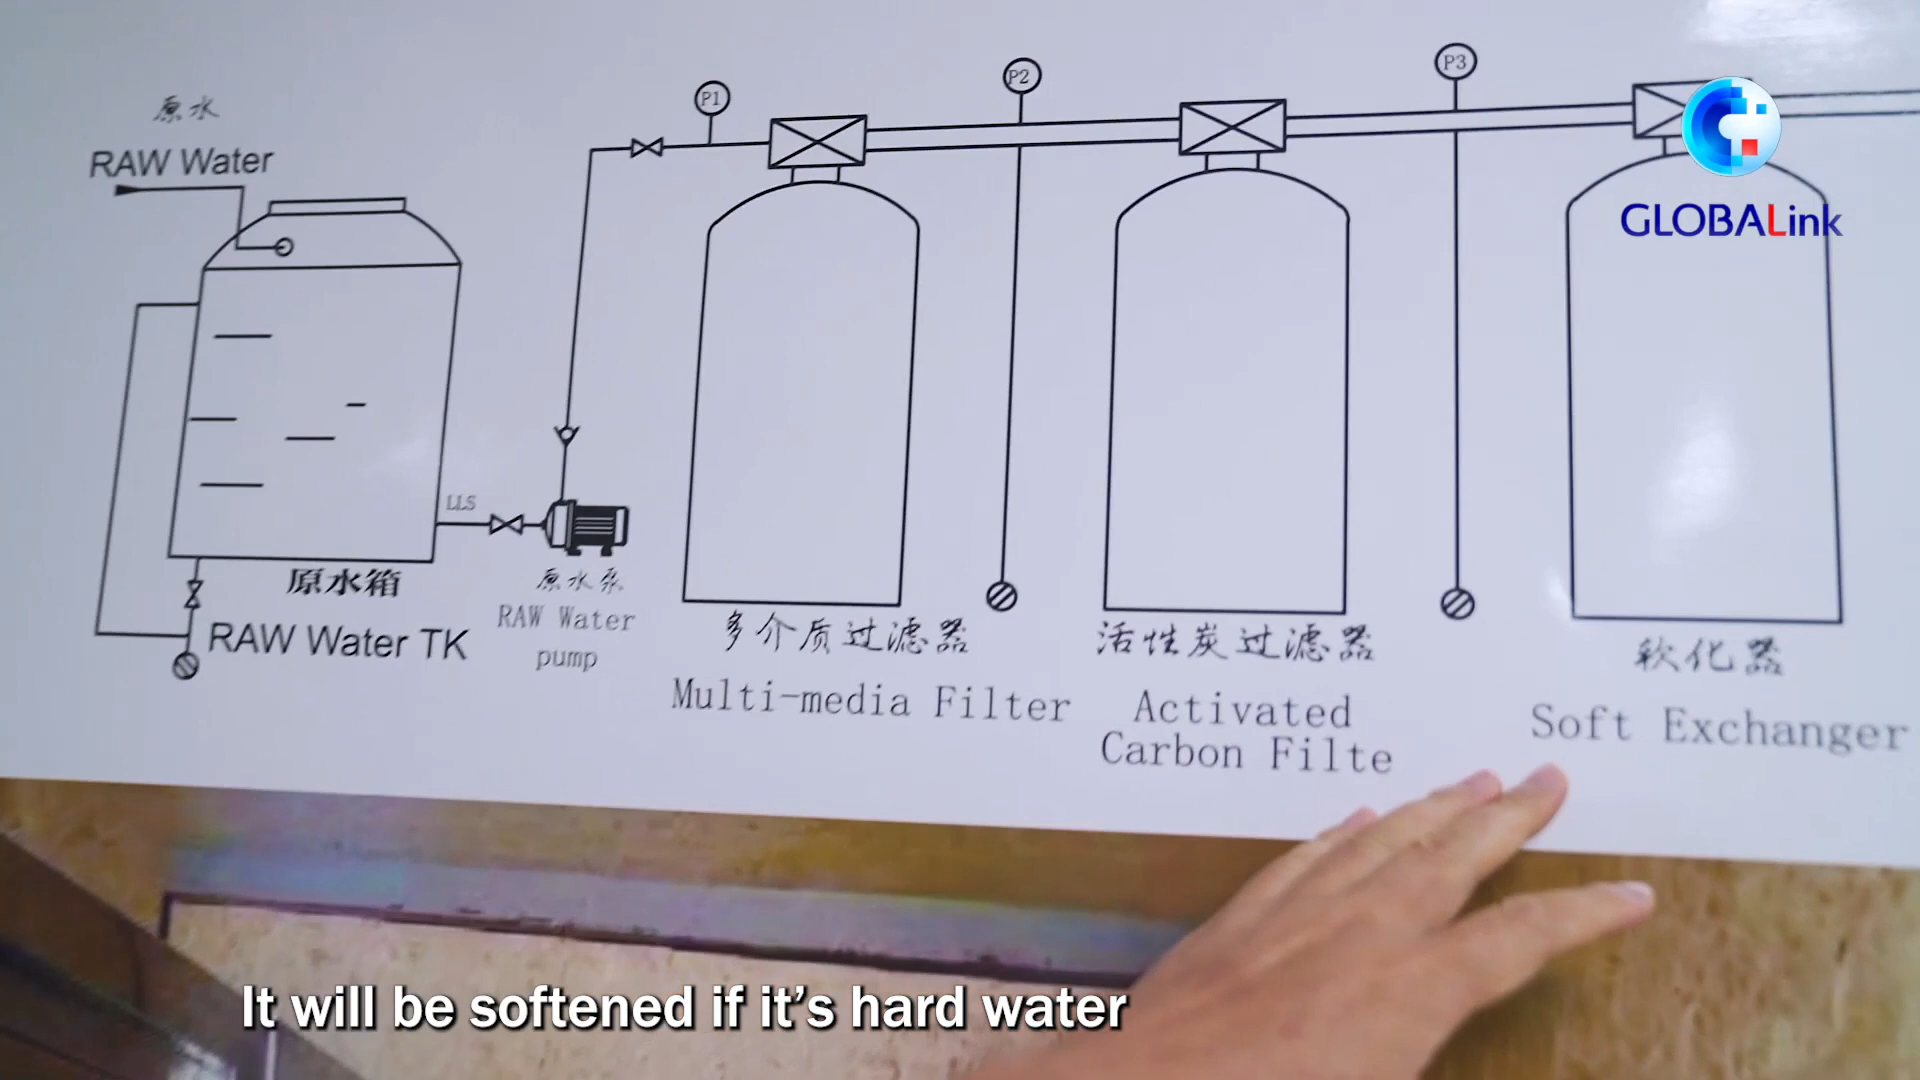 原水
RAW Water
P1
P2
P3
GLOBALink
LLS
原水箱
RAW Water TK
原水泵
RAW Water
pump
多介质过滤器
Multi-media Filter
活性炭过滤器
Activated
Carbon Filte
软化器
Soft Exchanger
It will be softened if it's hard water